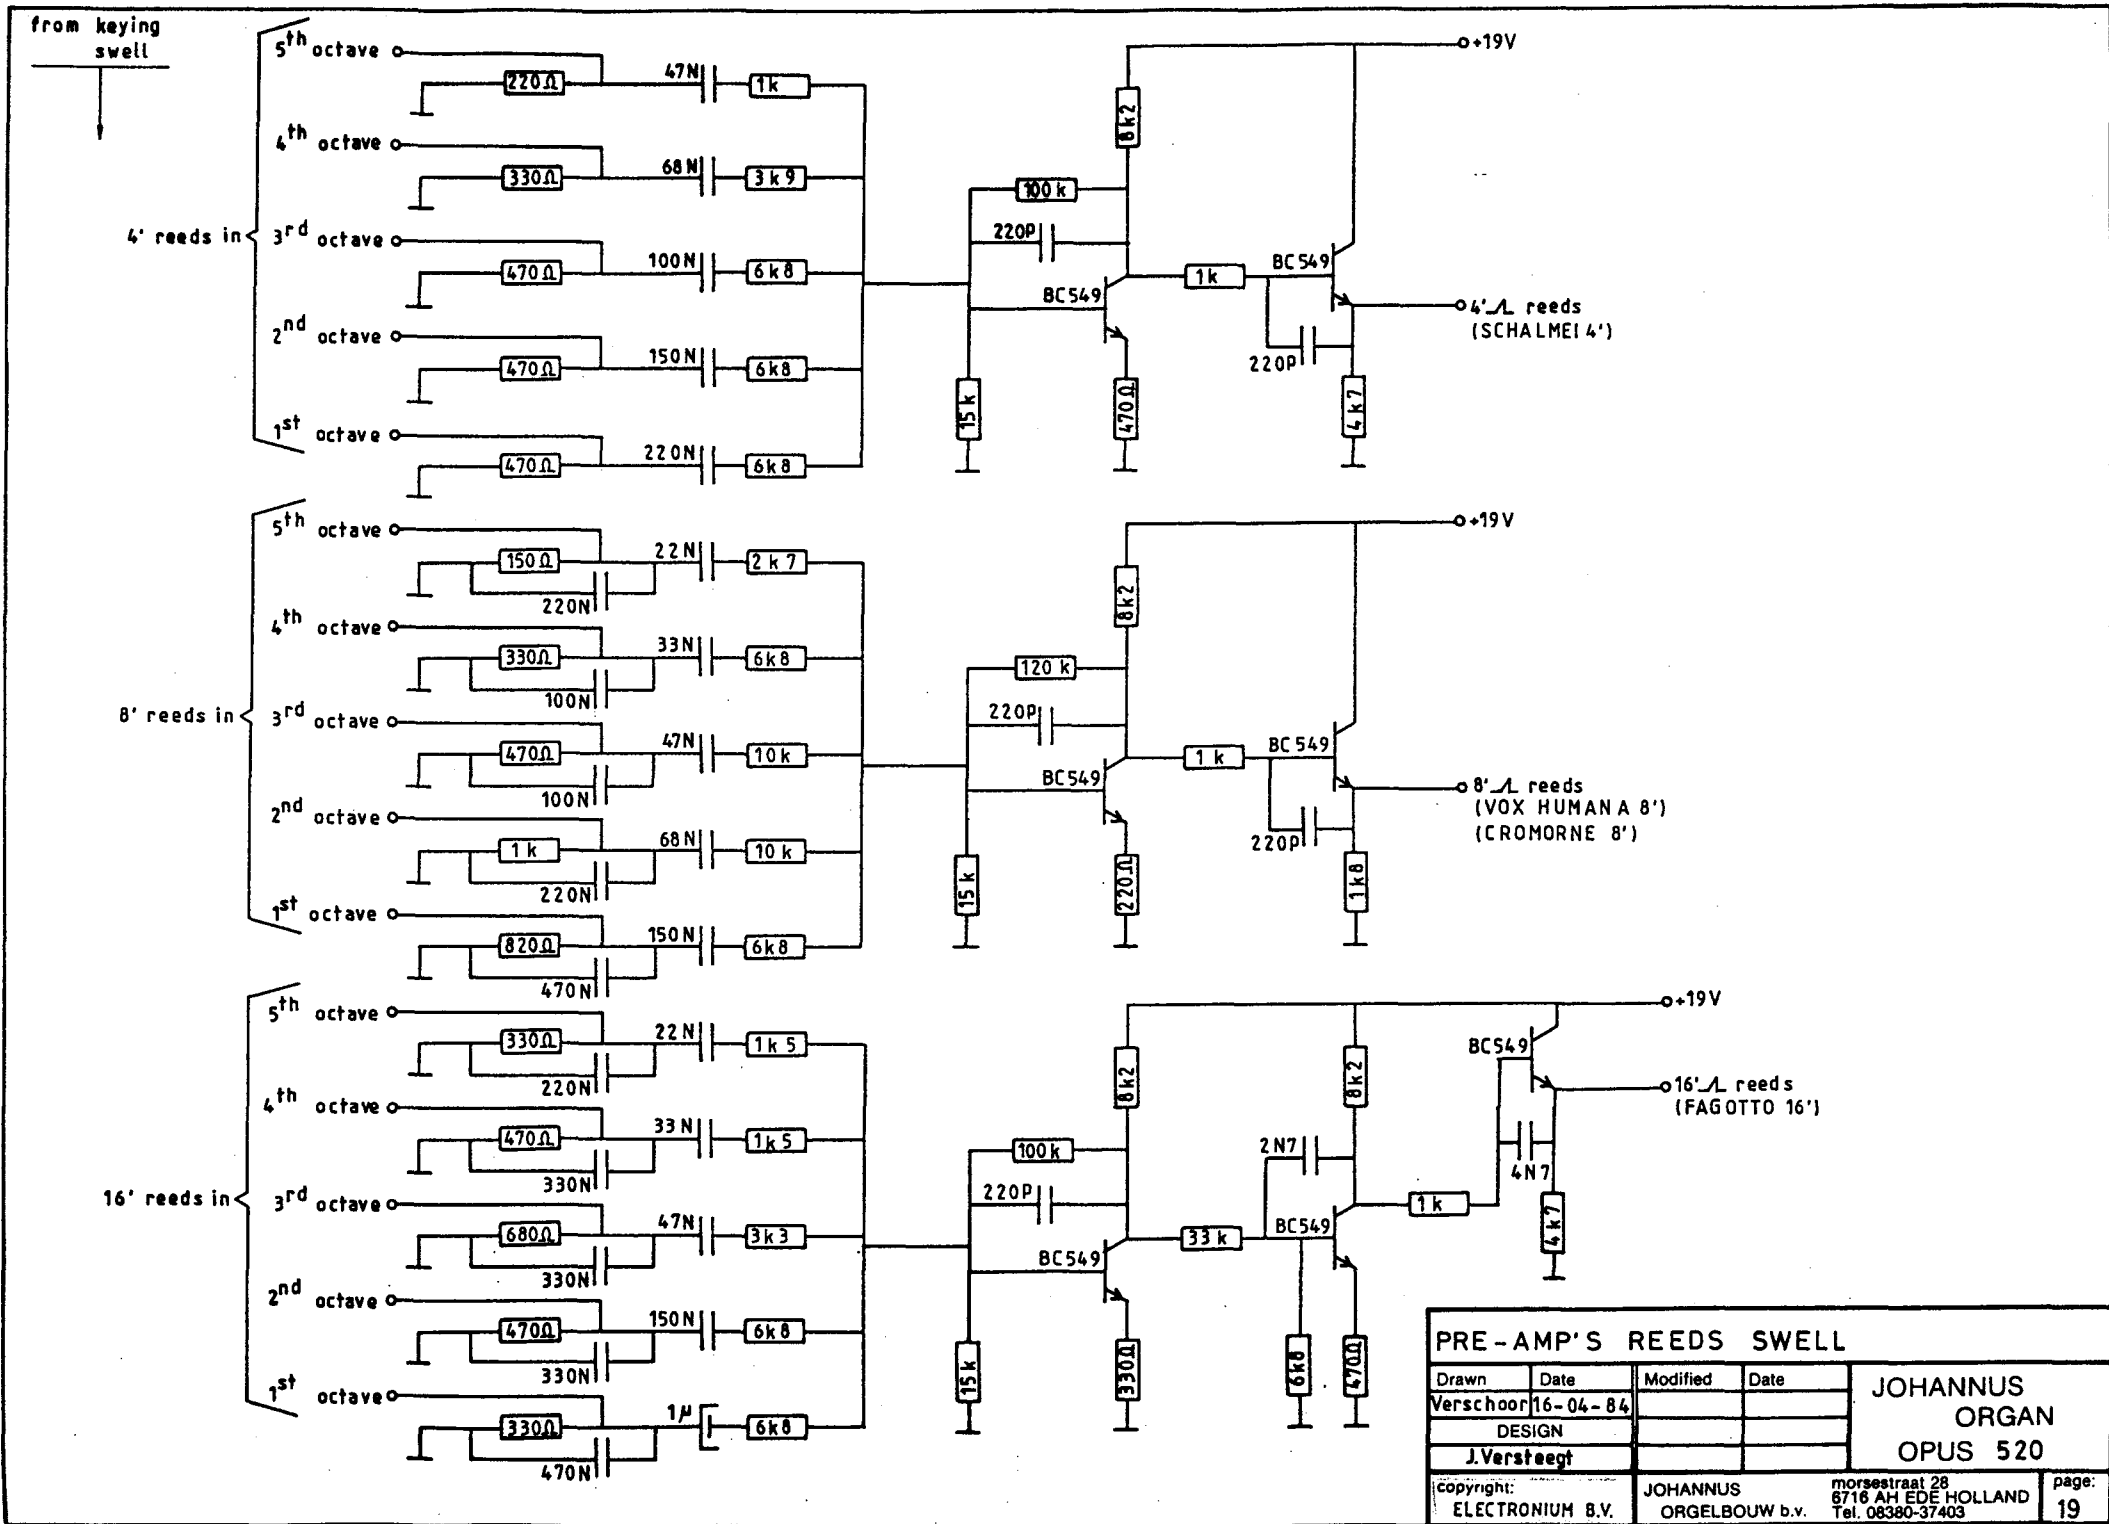 from keying
swell
4' reeds in
5th octave
220Ω
47N
1k
4th octave
330Ω
68N
3k9
3rd octave
470Ω
100N
6k8
2nd octave
470Ω
150N
6k8
1st octave
470Ω
220N
6k8
+19V
8k2
100k
220P
BC549
15k
470Ω
1k
BC549
220P
4k7
4' reeds
(SCHALMEI 4')
8' reeds in
5th octave
150Ω
220N
22N
2k7
4th octave
330Ω
100N
33N
6k8
3rd octave
470Ω
100N
47N
10k
2nd octave
1k
220N
68N
10k
1st octave
820Ω
470N
150N
6k8
+19V
8k2
120k
220P
BC549
15k
220Ω
1k
BC549
220P
1k8
8' reeds
(VOX HUMANA 8')
(CROMORNE 8')
16' reeds in
5th octave
330Ω
220N
22N
1k5
4th octave
470Ω
330N
33N
1k5
3rd octave
680Ω
330N
47N
3k3
2nd octave
470Ω
330N
150N
6k8
1st octave
330Ω
470N
1µ
6k8
+19V
8k2
100k
220P
BC549
15k
330Ω
33k
8k2
2N7
BC549
6k8
470Ω
1k
BC549
4N7
4k7
16' reeds
(FAGOTTO 16')
PRE-AMP'S REEDS SWELL
Drawn Date Modified Date
Verschoor 16-04-84
DESIGN
J.Versteegt
JOHANNUS
ORGAN
OPUS 520
copyright:
ELECTRONIUM B.V.
JOHANNUS
ORGELBOUW b.v.
morsestraat 28
6716 AH EDE HOLLAND
Tel. 08380-37403
page:
19